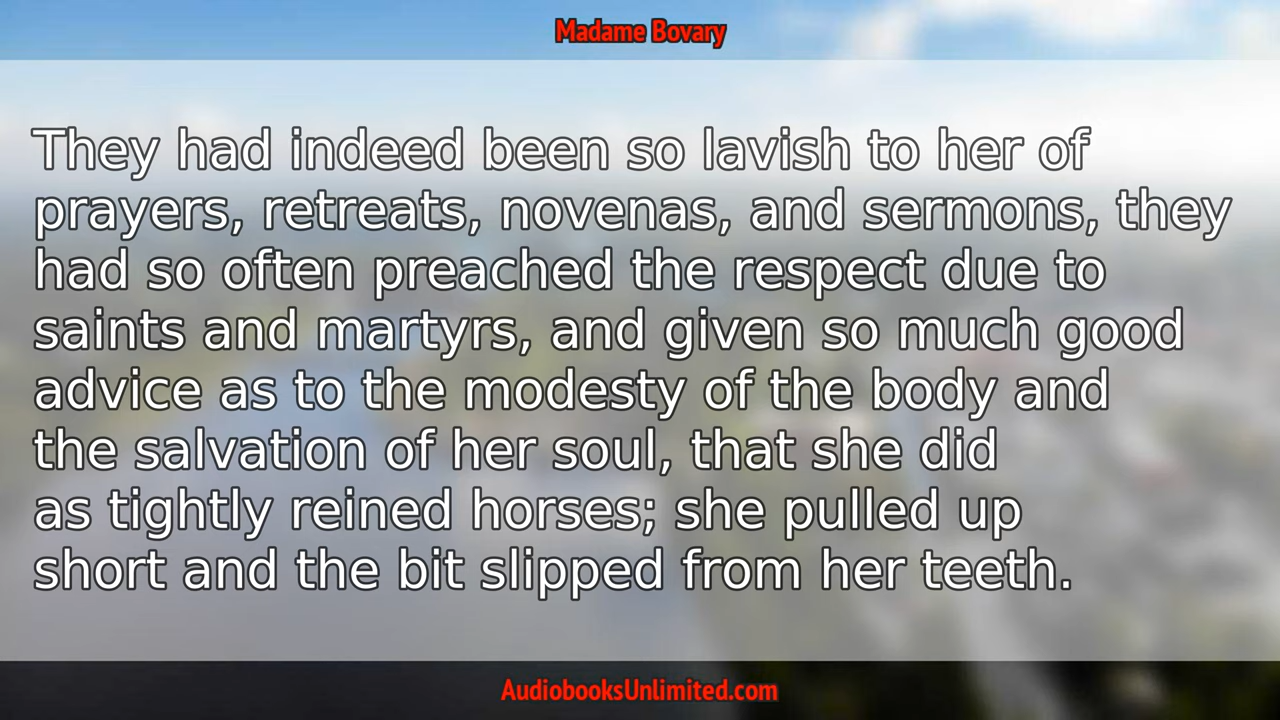 Madame Bovary
They had indeed been so lavish to her of
prayers, retreats, novenas, and sermons, they
had so often preached the respect due to
saints and martyrs, and given so much good
advice as to the modesty of the body and
the salvation of her soul, that she did
as tightly reined horses; she pulled up
short and the bit slipped from her teeth.
AudiobooksUnlimited.com